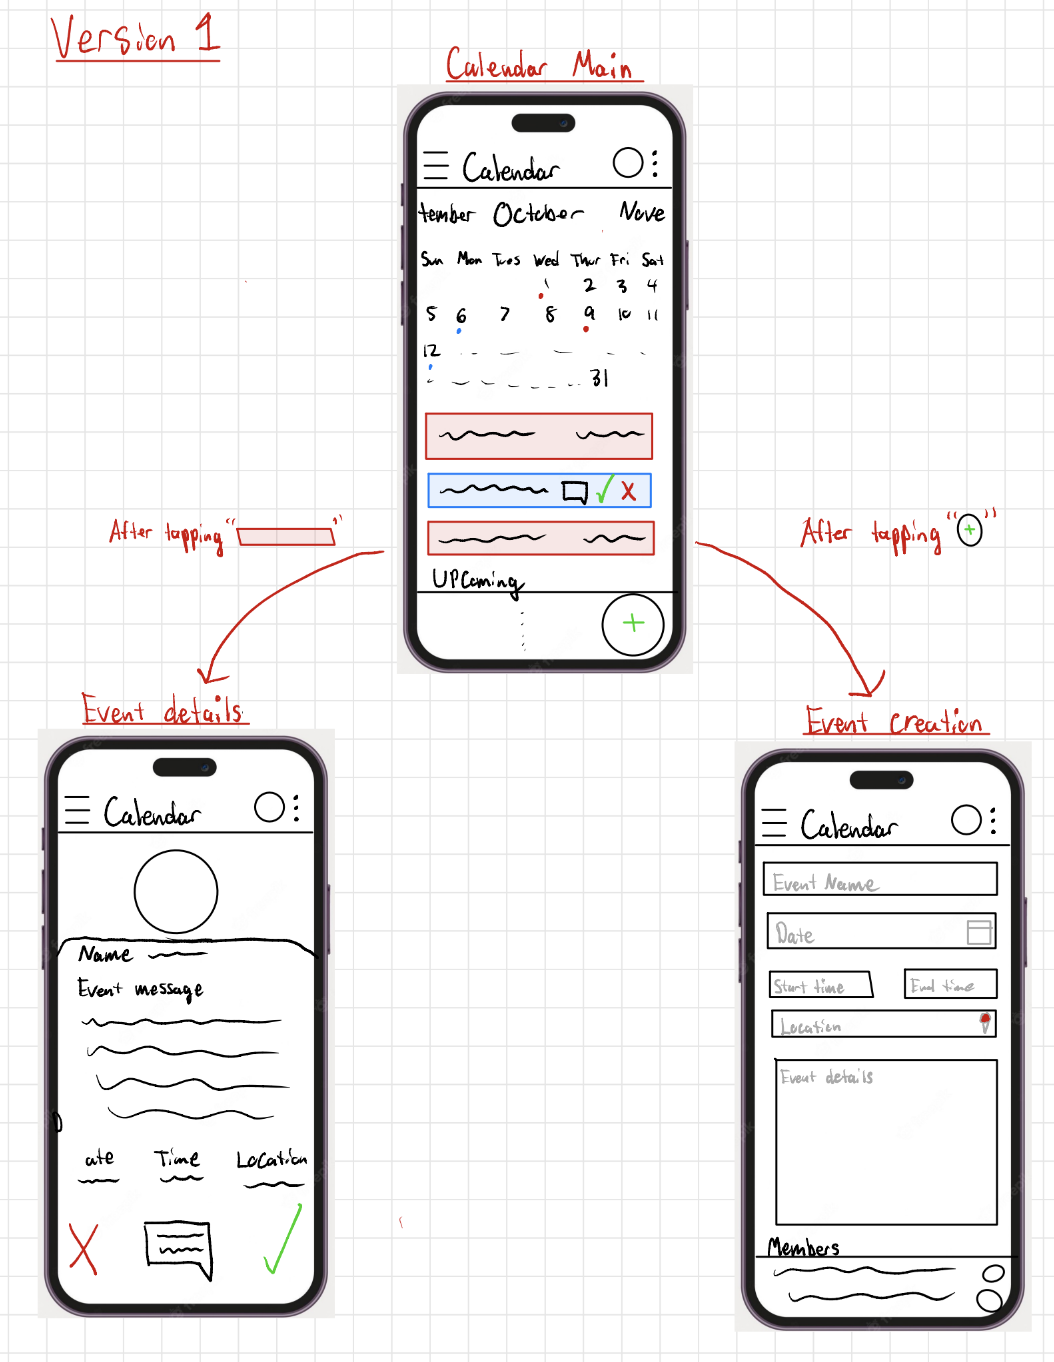 Version 1
Calendar Main
Calendar
tember October Nove
Sun Mon Tues Wed Thur Fri Sat
1 2 3 4
5 6 7 8 9 10 11
12
31
UPComing
+
After tapping " "
After tapping " + "
Event details
Calendar
Name
Event message
ate Time Location
X
Event creation
Calendar
Event Name
Date
Start time End time
Location
Event details
Members